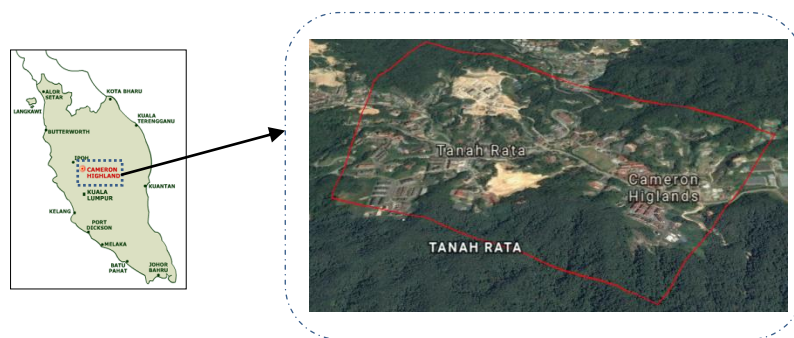 ALOR
SETAR
KOTA BHARU
LANGKAWI
KUALA
TERENGGANU
BUTTERWORTH
IPOH
CAMERON
HIGHLAND
KUANTAN
KUALA
LUMPUR
KELANG
PORT
DICKSON
MELAKA
BATU
PAHAT
JOHOR
BAHRU
Tanah Rata
Cameron
Higlands
TANAH RATA